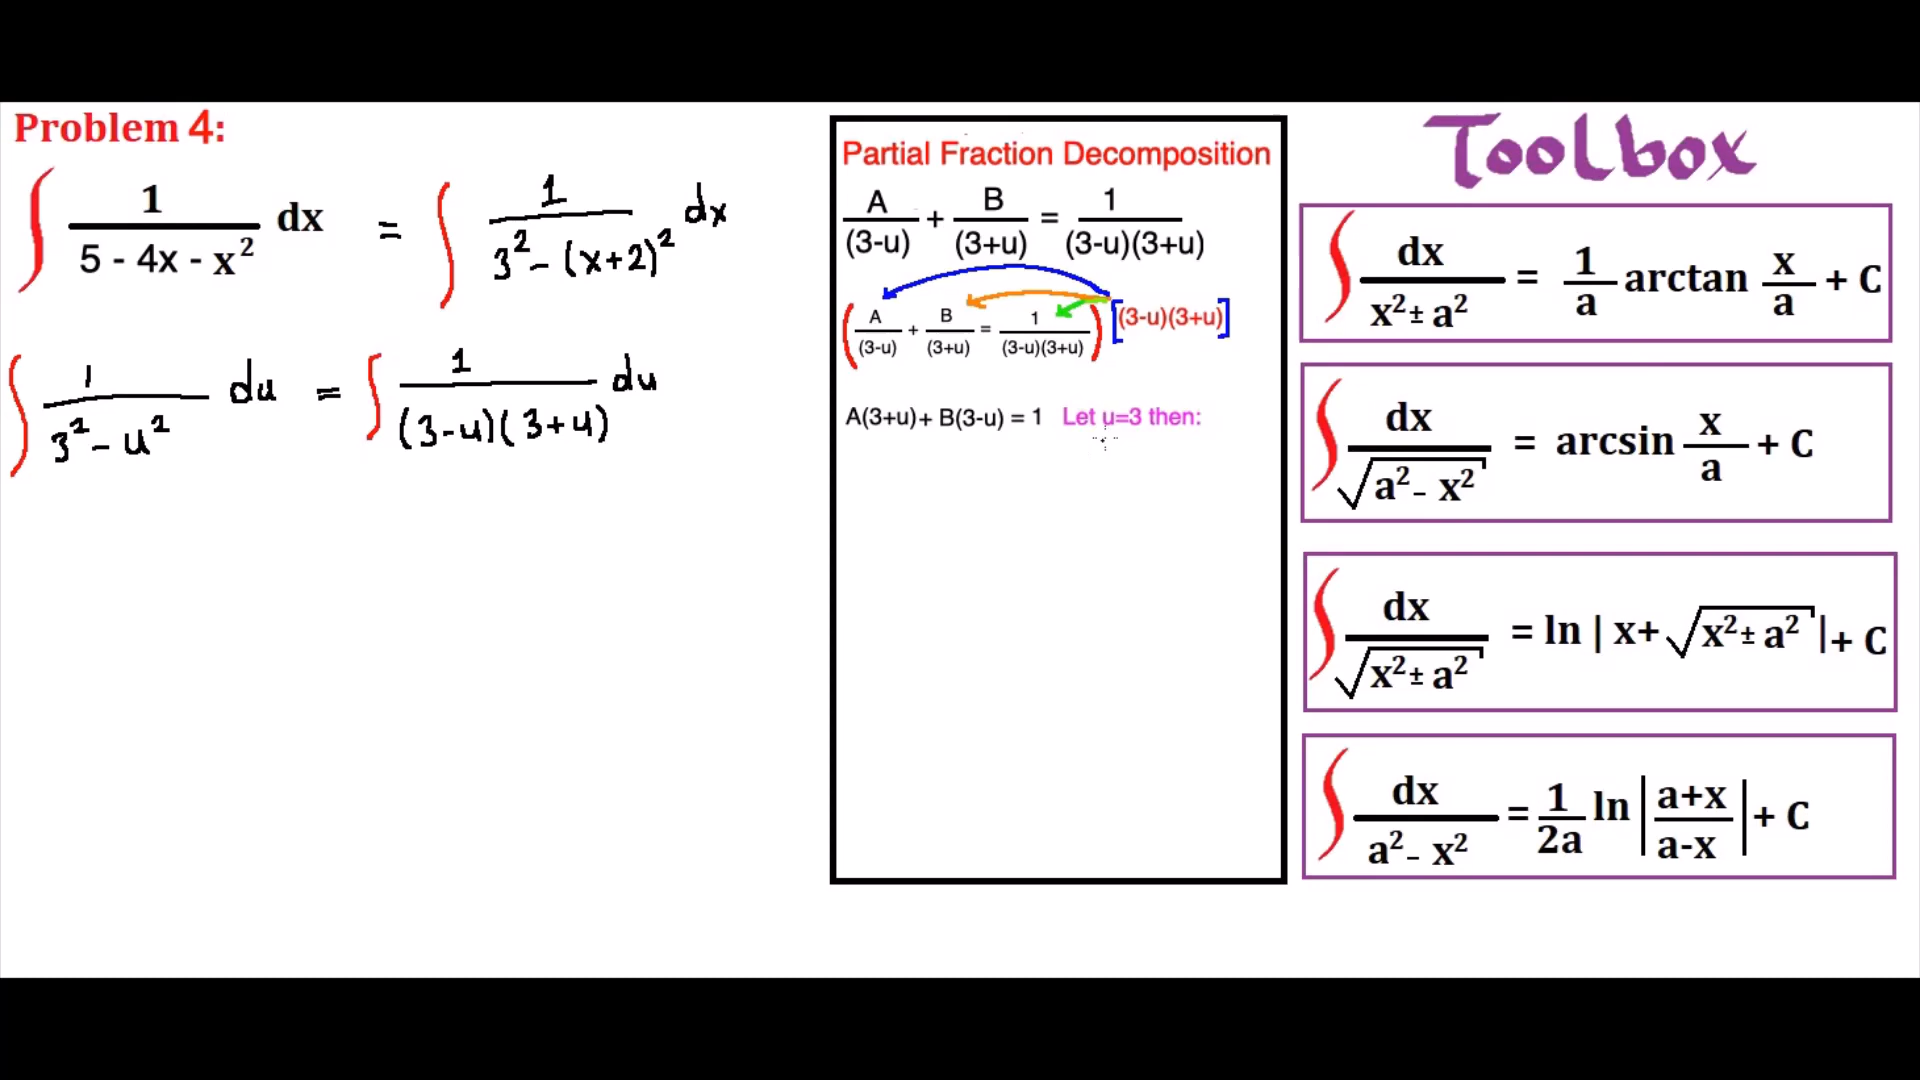 Problem 4:
∫ 1 / (5 - 4x - x²) dx = ∫ 1 / (3² - (x+2)²) dx
∫ 1 / (3² - u²) du = ∫ 1 / ((3-u)(3+u)) du
Partial Fraction Decomposition
A/(3-u) + B/(3+u) = 1/((3-u)(3+u))
( A/(3-u) + B/(3+u) = 1/((3-u)(3+u)) ) [(3-u)(3+u)]
A(3+u) + B(3-u) = 1 Let u=3 then:
Toolbox
∫ dx / (x² ± a²) = 1/a arctan x/a + C
∫ dx / √(a² - x²) = arcsin x/a + C
∫ dx / √(x² ± a²) = ln | x + √(x² ± a²) | + C
∫ dx / (a² - x²) = 1/2a ln | a+x / a-x | + C